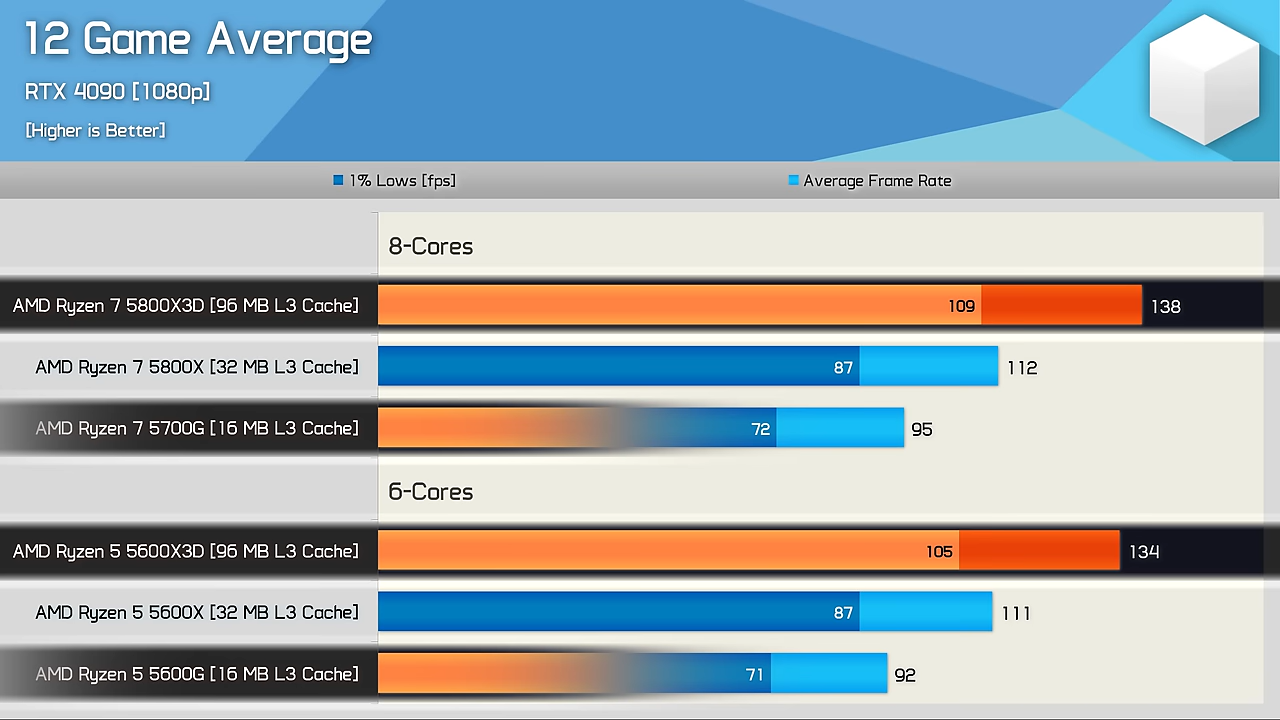 12 Game Average
RTX 4090 [1080p]
[Higher is Better]
1% Lows [fps] Average Frame Rate
8-Cores
AMD Ryzen 7 5800X3D [96 MB L3 Cache] 109 138
AMD Ryzen 7 5800X [32 MB L3 Cache] 87 112
AMD Ryzen 7 5700G [16 MB L3 Cache] 72 95
6-Cores
AMD Ryzen 5 5600X3D [96 MB L3 Cache] 105 134
AMD Ryzen 5 5600X [32 MB L3 Cache] 87 111
AMD Ryzen 5 5600G [16 MB L3 Cache] 71 92